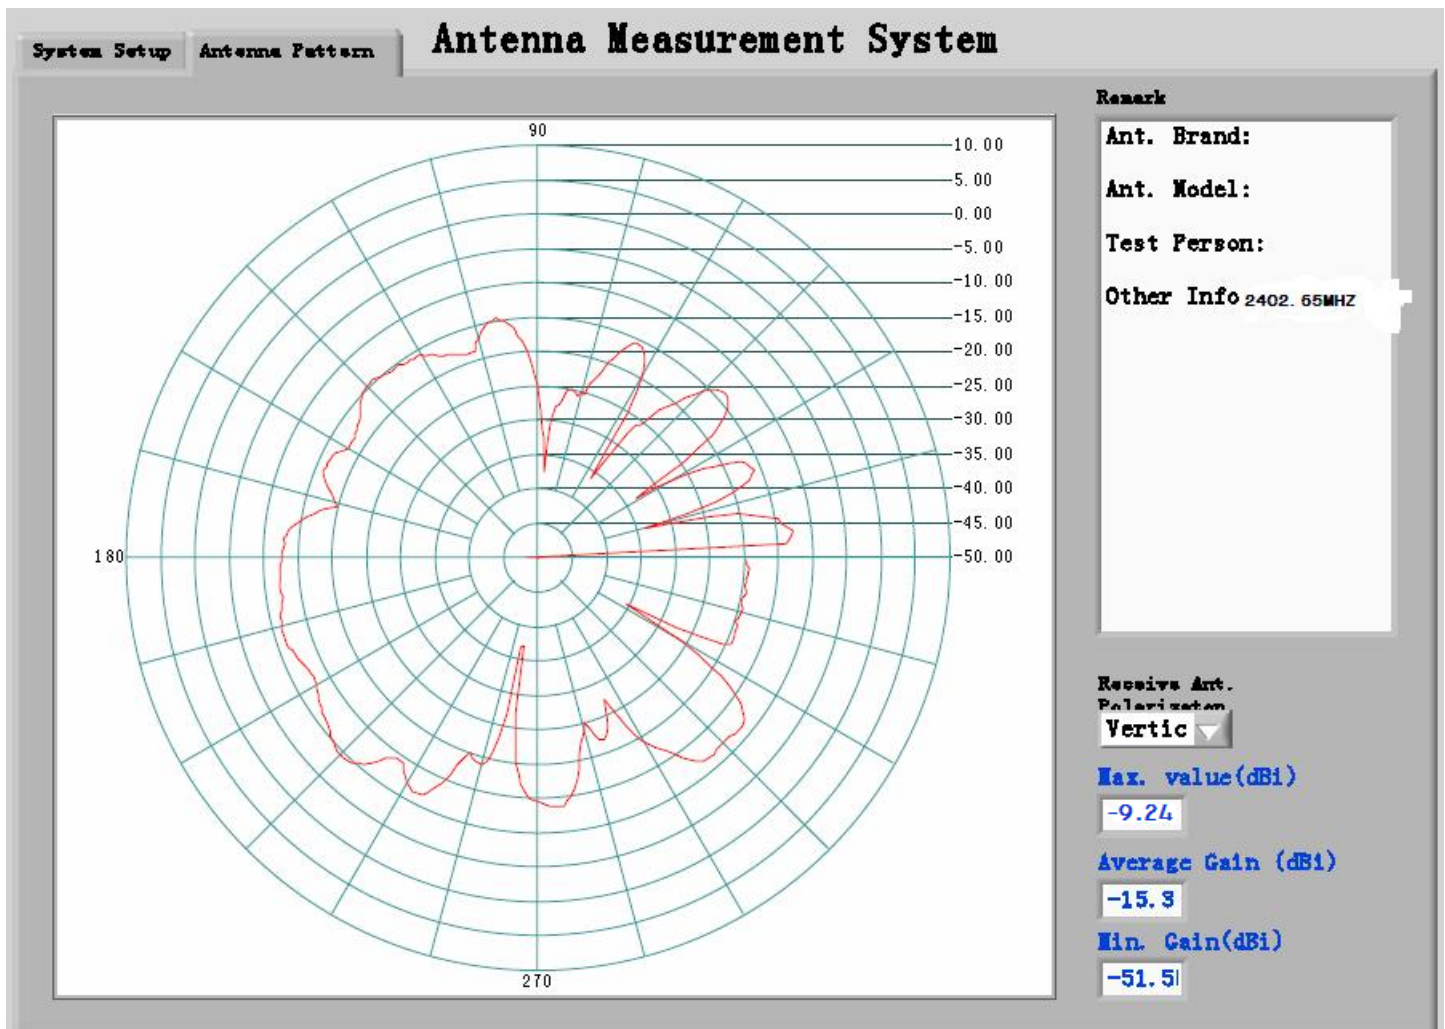 Antenna Measurement System
System Setup
Antenna Pattern
90
10.00
5.00
0.00
-5.00
-10.00
-15.00
-20.00
-25.00
-30.00
-35.00
-40.00
-45.00
-50.00
180
270
Remark
Ant. Brand:
Ant. Model:
Test Person:
Other Info 2402.65MHZ
Receive Ant.
Polarizaton
Vertic
Max. value(dBi)
-9.24
Average Gain (dBi)
-15.3
Min. Gain(dBi)
-51.5